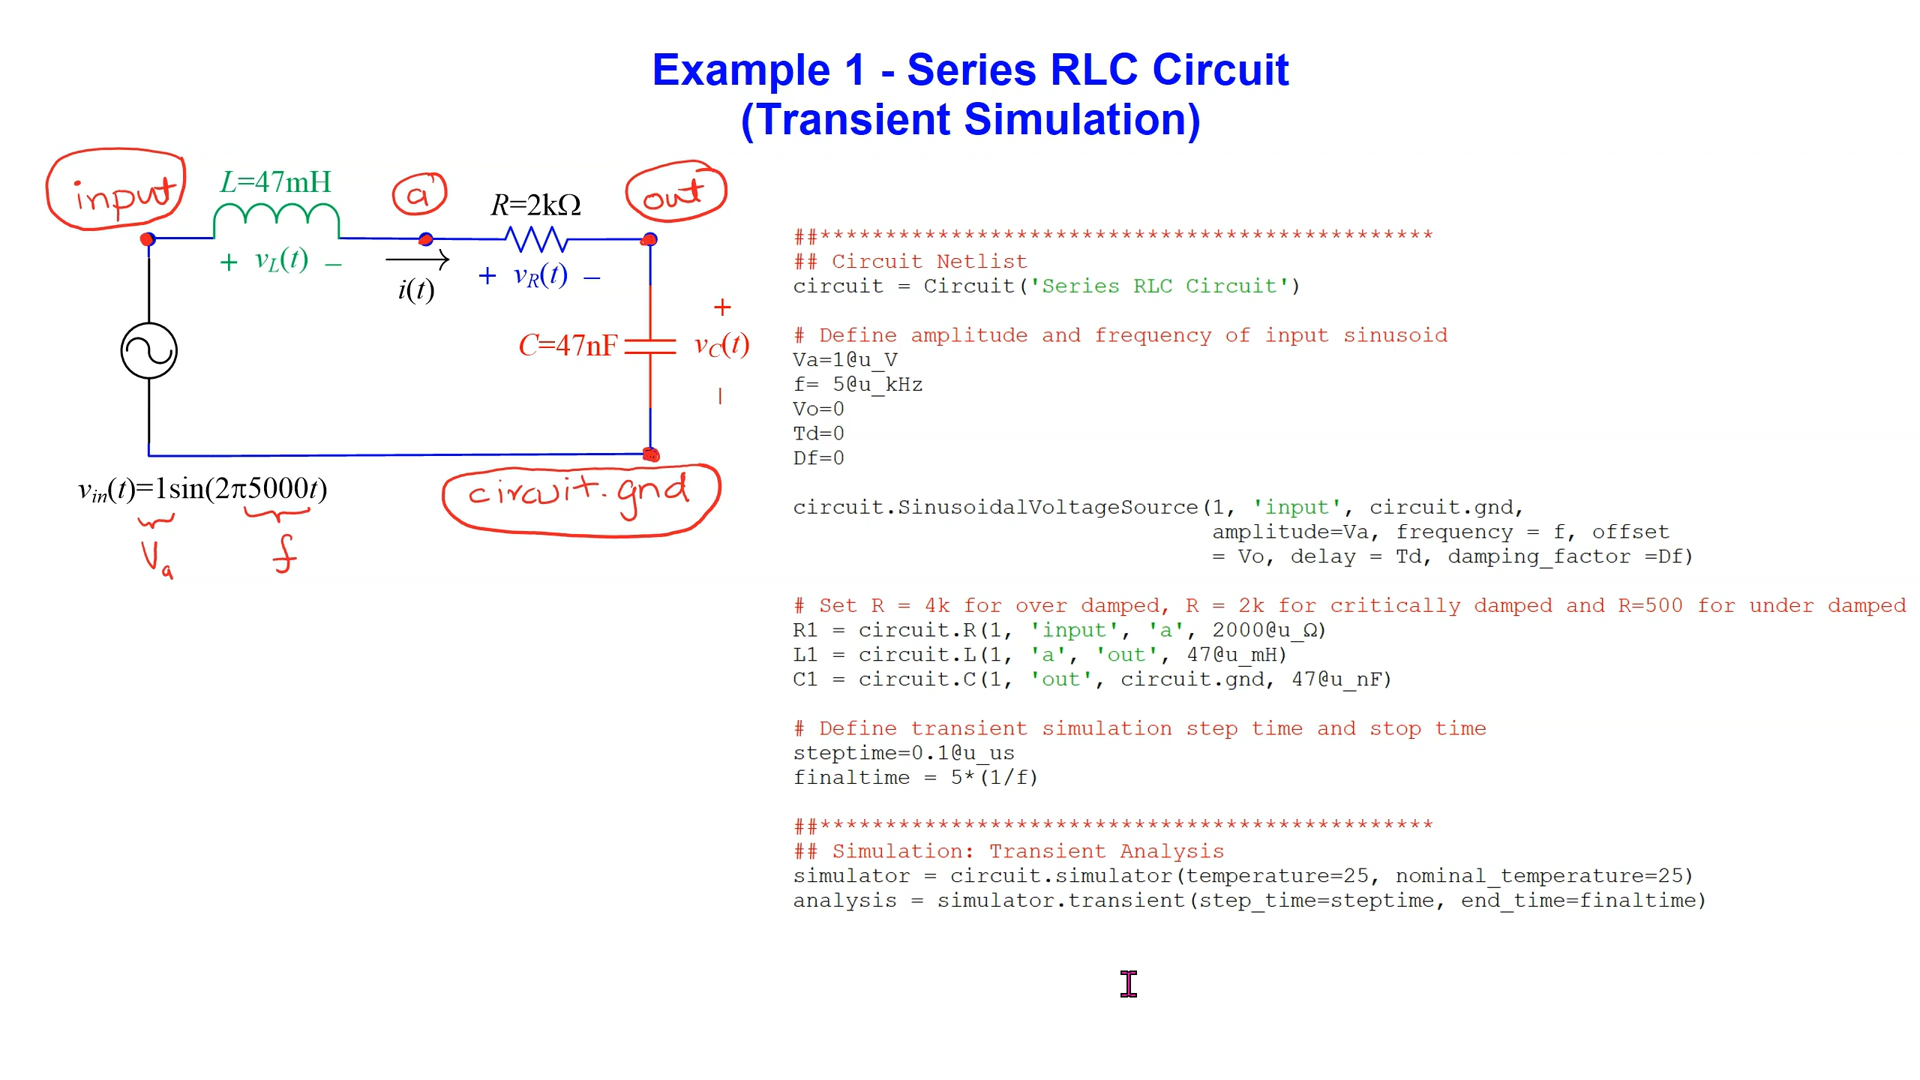 Example 1 - Series RLC Circuit
(Transient Simulation)
input
L=47mH
a
R=2kΩ
out
+ vL(t) –
i(t)
+ vR(t) –
C=47nF
+
vC(t)
–
vin(t)=1sin(2π5000t)
Va
f
circuit.gnd
##***********************************************
## Circuit Netlist
circuit = Circuit('Series RLC Circuit')
# Define amplitude and frequency of input sinusoid
Va=1@u_V
f= 5@u_kHz
Vo=0
Td=0
Df=0
circuit.SinusoidalVoltageSource(1, 'input', circuit.gnd,
amplitude=Va, frequency = f, offset
= Vo, delay = Td, damping_factor =Df)
# Set R = 4k for over damped, R = 2k for critically damped and R=500 for under damped
R1 = circuit.R(1, 'input', 'a', 2000@u_Ω)
L1 = circuit.L(1, 'a', 'out', 47@u_mH)
C1 = circuit.C(1, 'out', circuit.gnd, 47@u_nF)
# Define transient simulation step time and stop time
steptime=0.1@u_us
finaltime = 5*(1/f)
##***********************************************
## Simulation: Transient Analysis
simulator = circuit.simulator(temperature=25, nominal_temperature=25)
analysis = simulator.transient(step_time=steptime, end_time=finaltime)